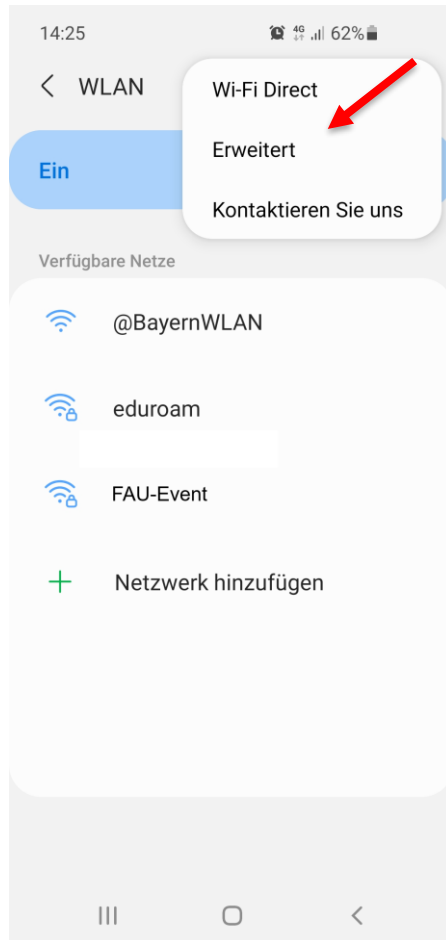 14:25 4G 62%
WLAN
Wi-Fi Direct
Erweitert
Kontaktieren Sie uns
Ein
Verfügbare Netze
@BayernWLAN
eduroam
FAU-Event
Netzwerk hinzufügen